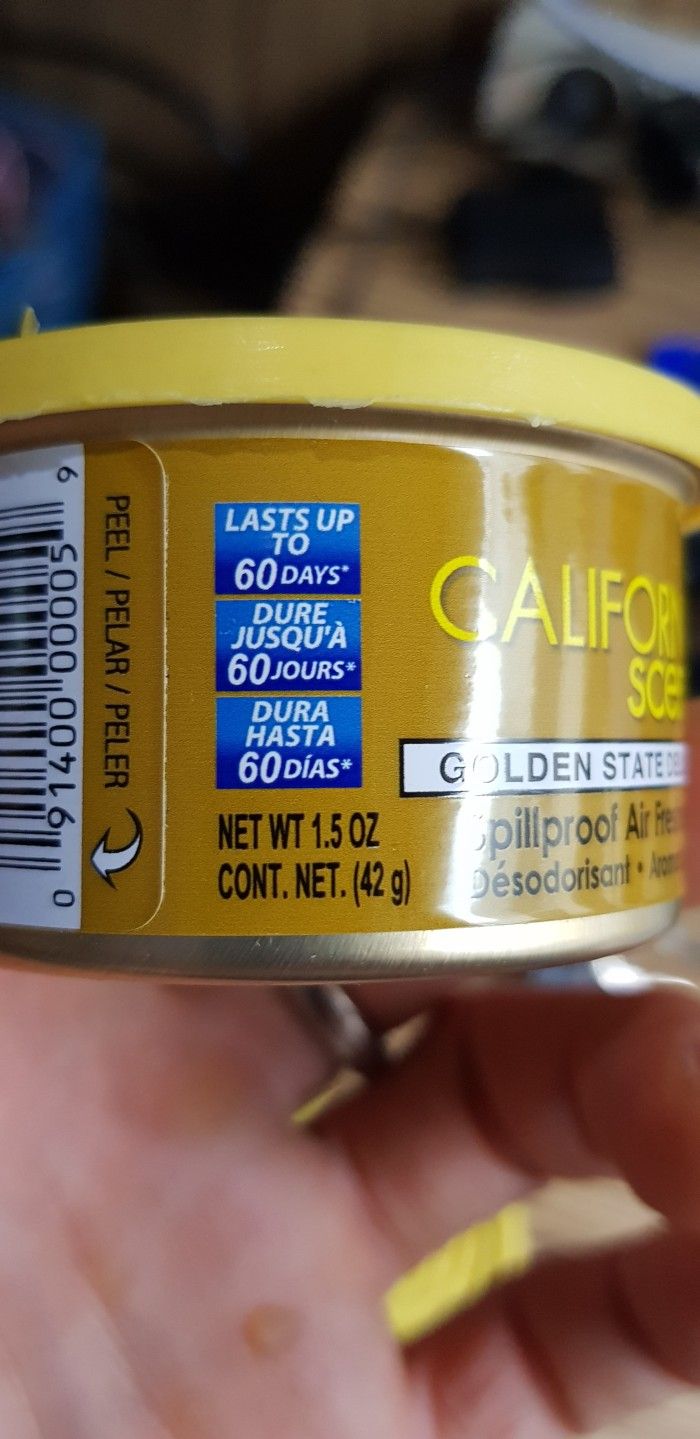 0 91400 00005 9
PEEL / PELAR / PELER
LASTS UP
TO
60 DAYS*
DURE
JUSQU'À
60 JOURS*
DURA
HASTA
60 DÍAS*
NET WT 1.5 OZ
CONT. NET. (42 g)
GOLDEN STATE
Spillproof Air
Désodorisant •